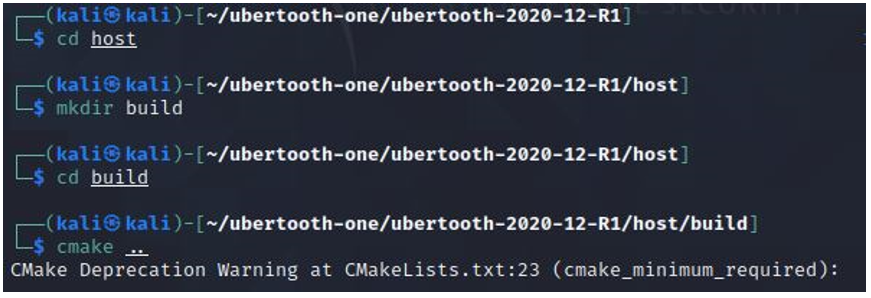 ┌──(kali㉿kali)-[~/ubertooth-one/ubertooth-2020-12-R1]
└─$ cd host
┌──(kali㉿kali)-[~/ubertooth-one/ubertooth-2020-12-R1/host]
└─$ mkdir build
┌──(kali㉿kali)-[~/ubertooth-one/ubertooth-2020-12-R1/host]
└─$ cd build
┌──(kali㉿kali)-[~/ubertooth-one/ubertooth-2020-12-R1/host/build]
└─$ cmake ..
CMake Deprecation Warning at CMakeLists.txt:23 (cmake_minimum_required):